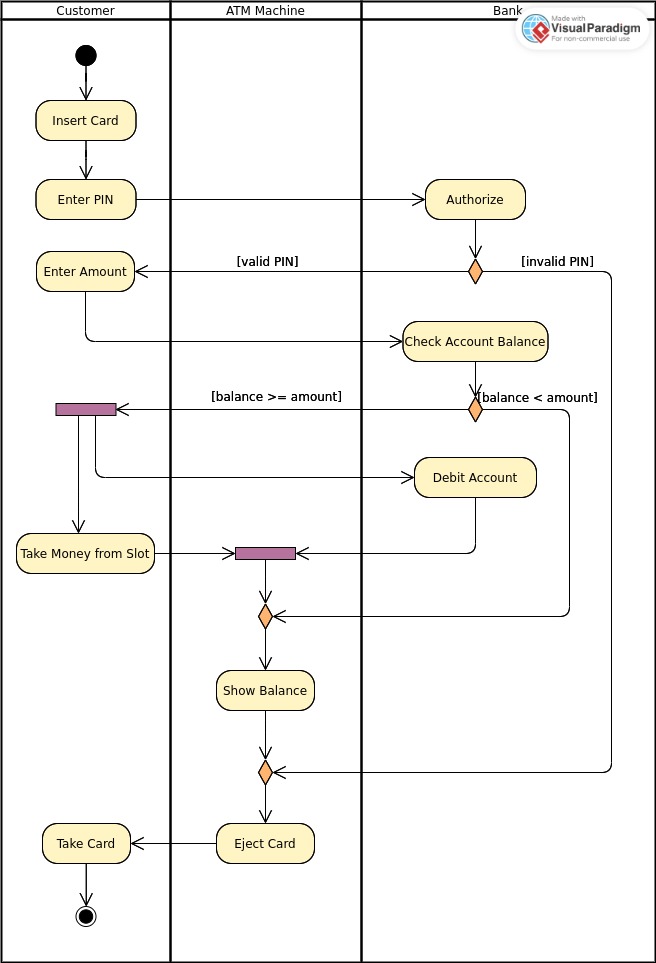 Customer
ATM Machine
Bank
Made with
VisualParadigm
For non-commercial use
Insert Card
Enter PIN
Authorize
[valid PIN]
[invalid PIN]
Enter Amount
Check Account Balance
[balance >= amount]
[balance < amount]
Debit Account
Take Money from Slot
Show Balance
Take Card
Eject Card